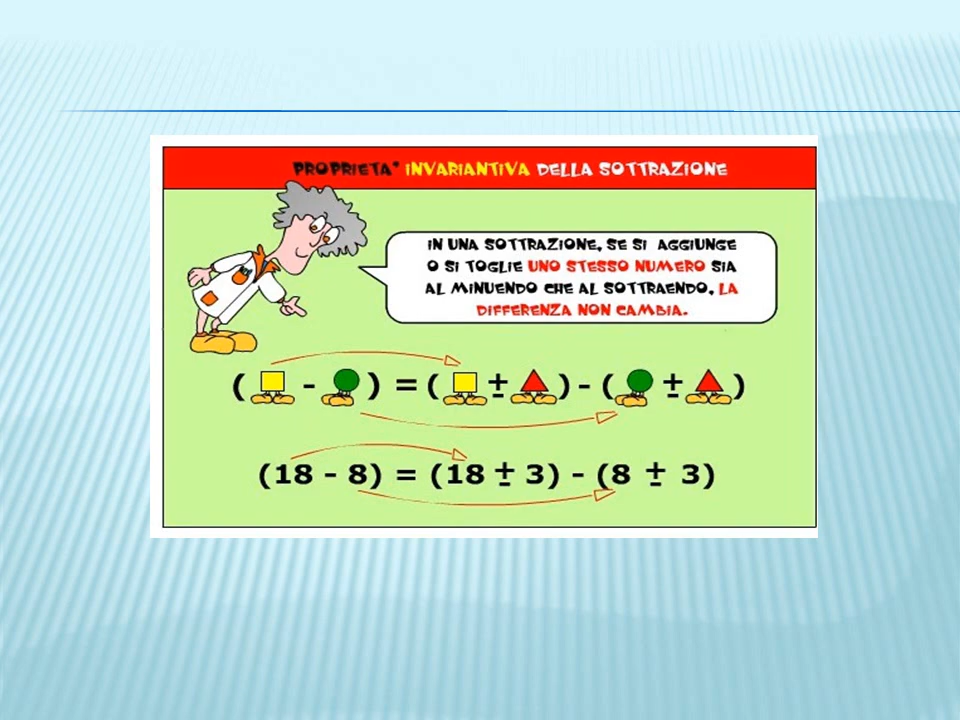 PROPRIETA' INVARIANTIVA DELLA SOTTRAZIONE
IN UNA SOTTRAZIONE, SE SI AGGIUNGE
O SI TOGLIE UNO STESSO NUMERO SIA
AL MINUENDO CHE AL SOTTRAENDO, LA
DIFFERENZA NON CAMBIA.
( - ) = ( ± ) - ( ± )
(18 - 8) = (18 ± 3) - (8 ± 3)